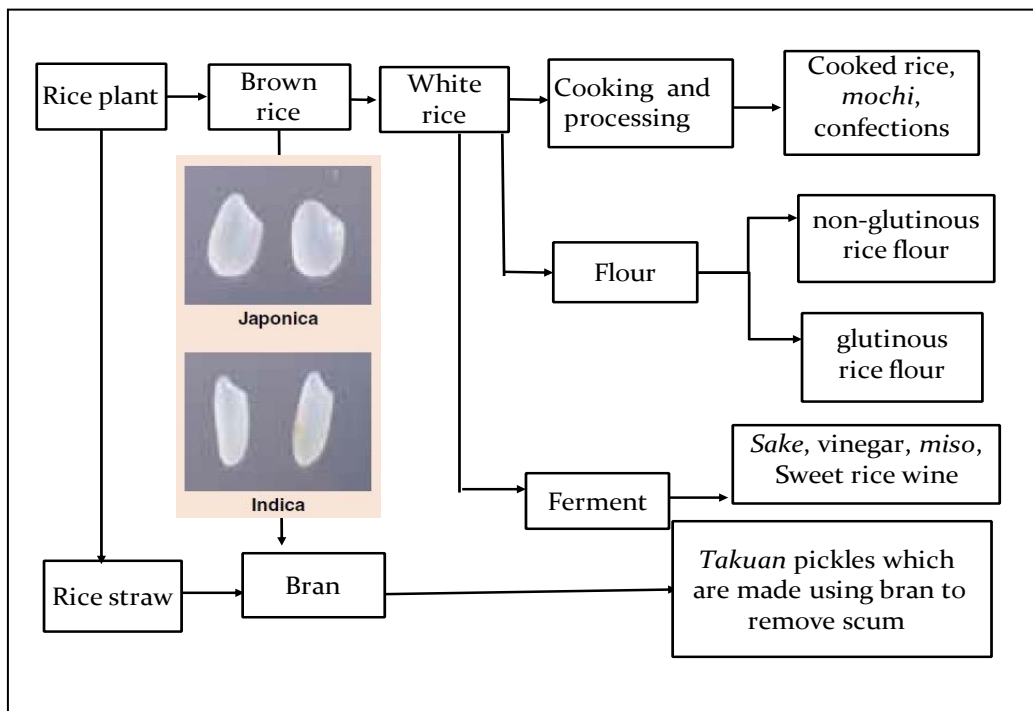 Rice plant
Brown
rice
White
rice
Cooking and
processing
Cooked rice,
mochi,
confections
Japonica
Indica
Flour
non-glutinous
rice flour
glutinous
rice flour
Ferment
Sake, vinegar, miso,
Sweet rice wine
Rice straw
Bran
Takuan pickles which
are made using bran to
remove scum